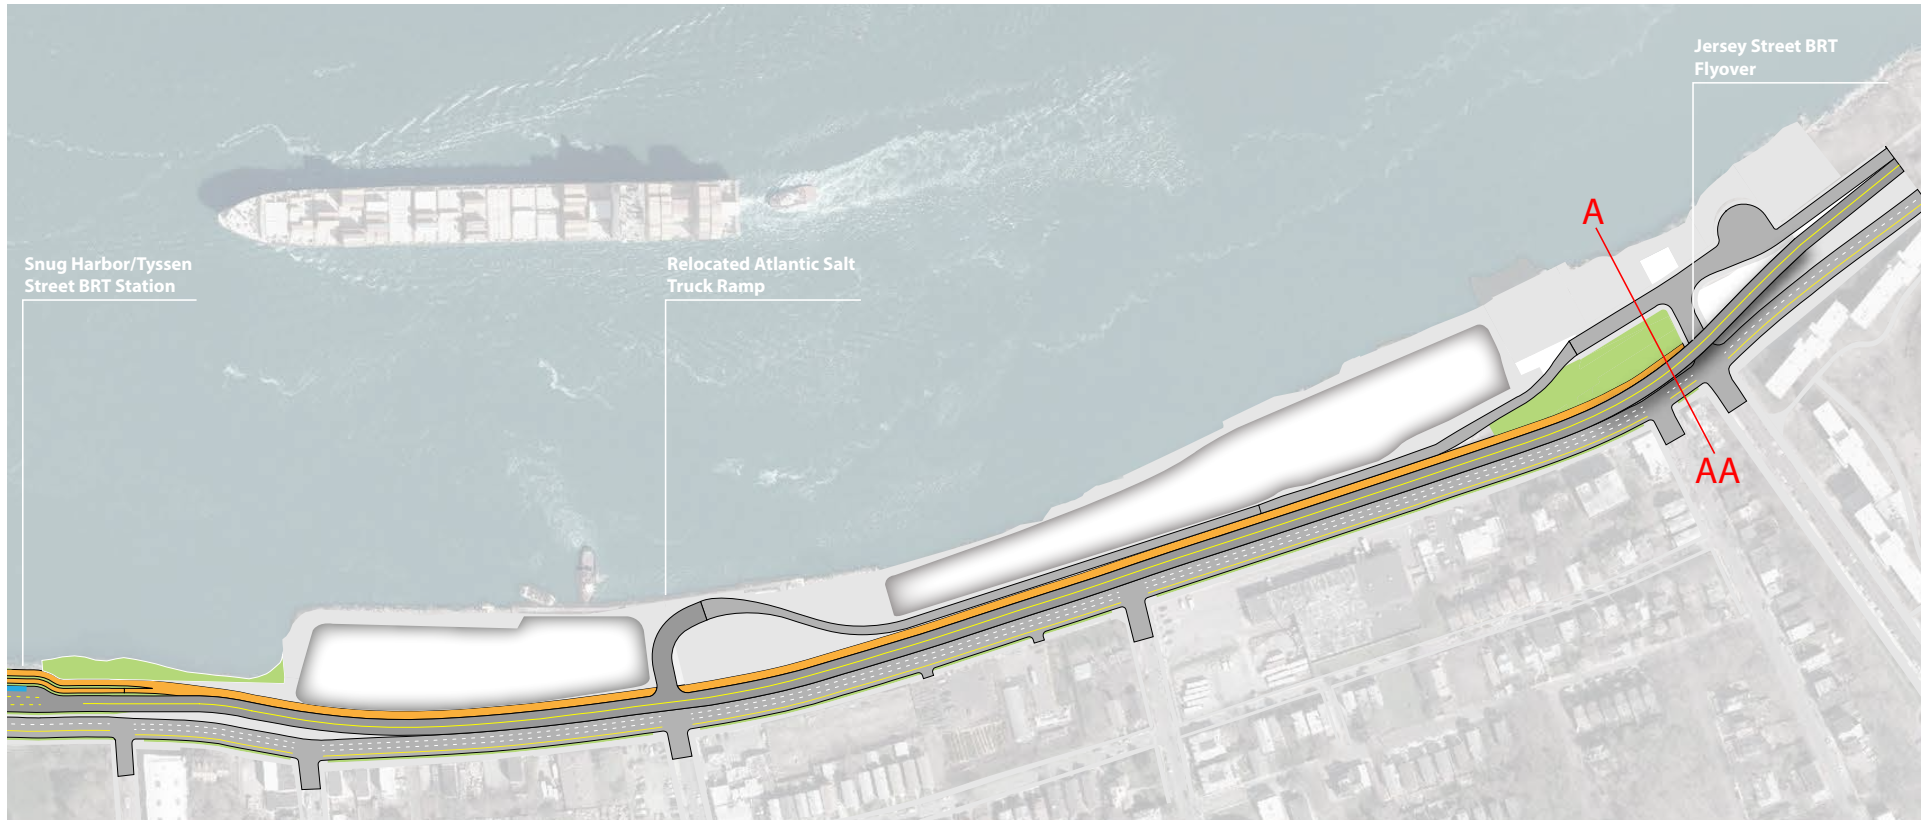 Jersey Street BRT
Flyover
A
Snug Harbor/Tyssen
Street BRT Station
Relocated Atlantic Salt
Truck Ramp
AA